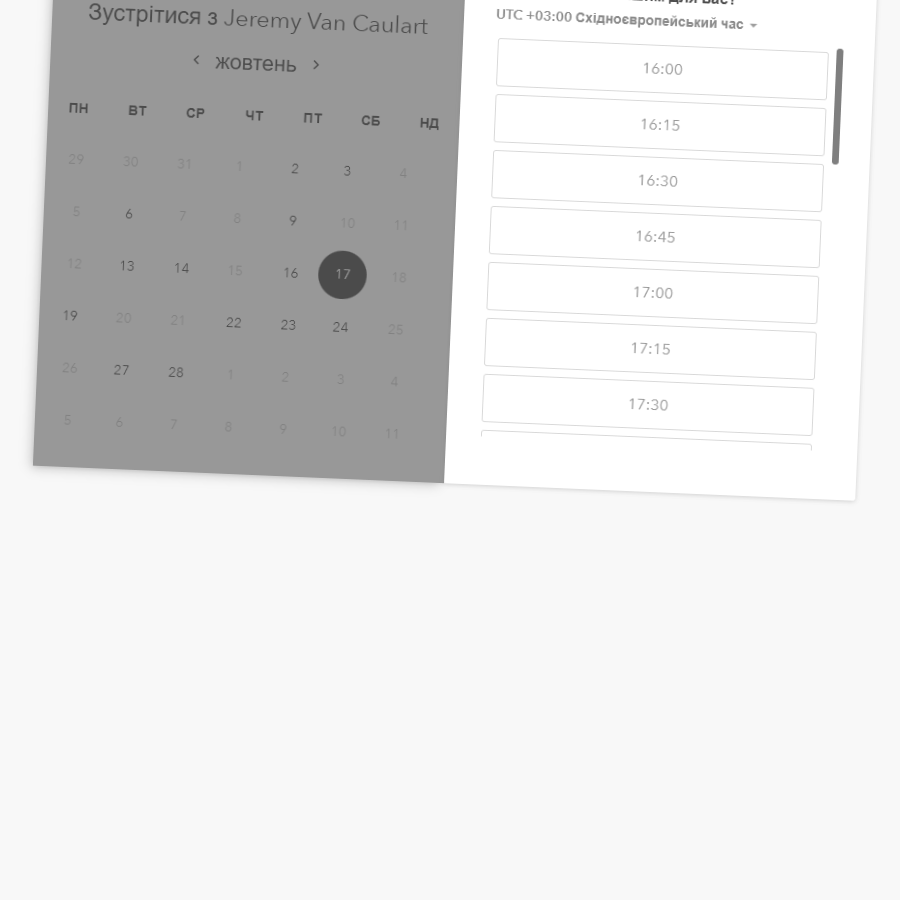 Зустрітися з Jeremy Van Caulart
‹ жовтень ›
ПН ВТ СР ЧТ ПТ СБ НД
29 30 31 1 2 3 4
5 6 7 8 9 10 11
12 13 14 15 16 17 18
19 20 21 22 23 24 25
26 27 28 1 2 3 4
5 6 7 8 9 10 11
для вас?
UTC +03:00 Східноєвропейський час
16:00
16:15
16:30
16:45
17:00
17:15
17:30